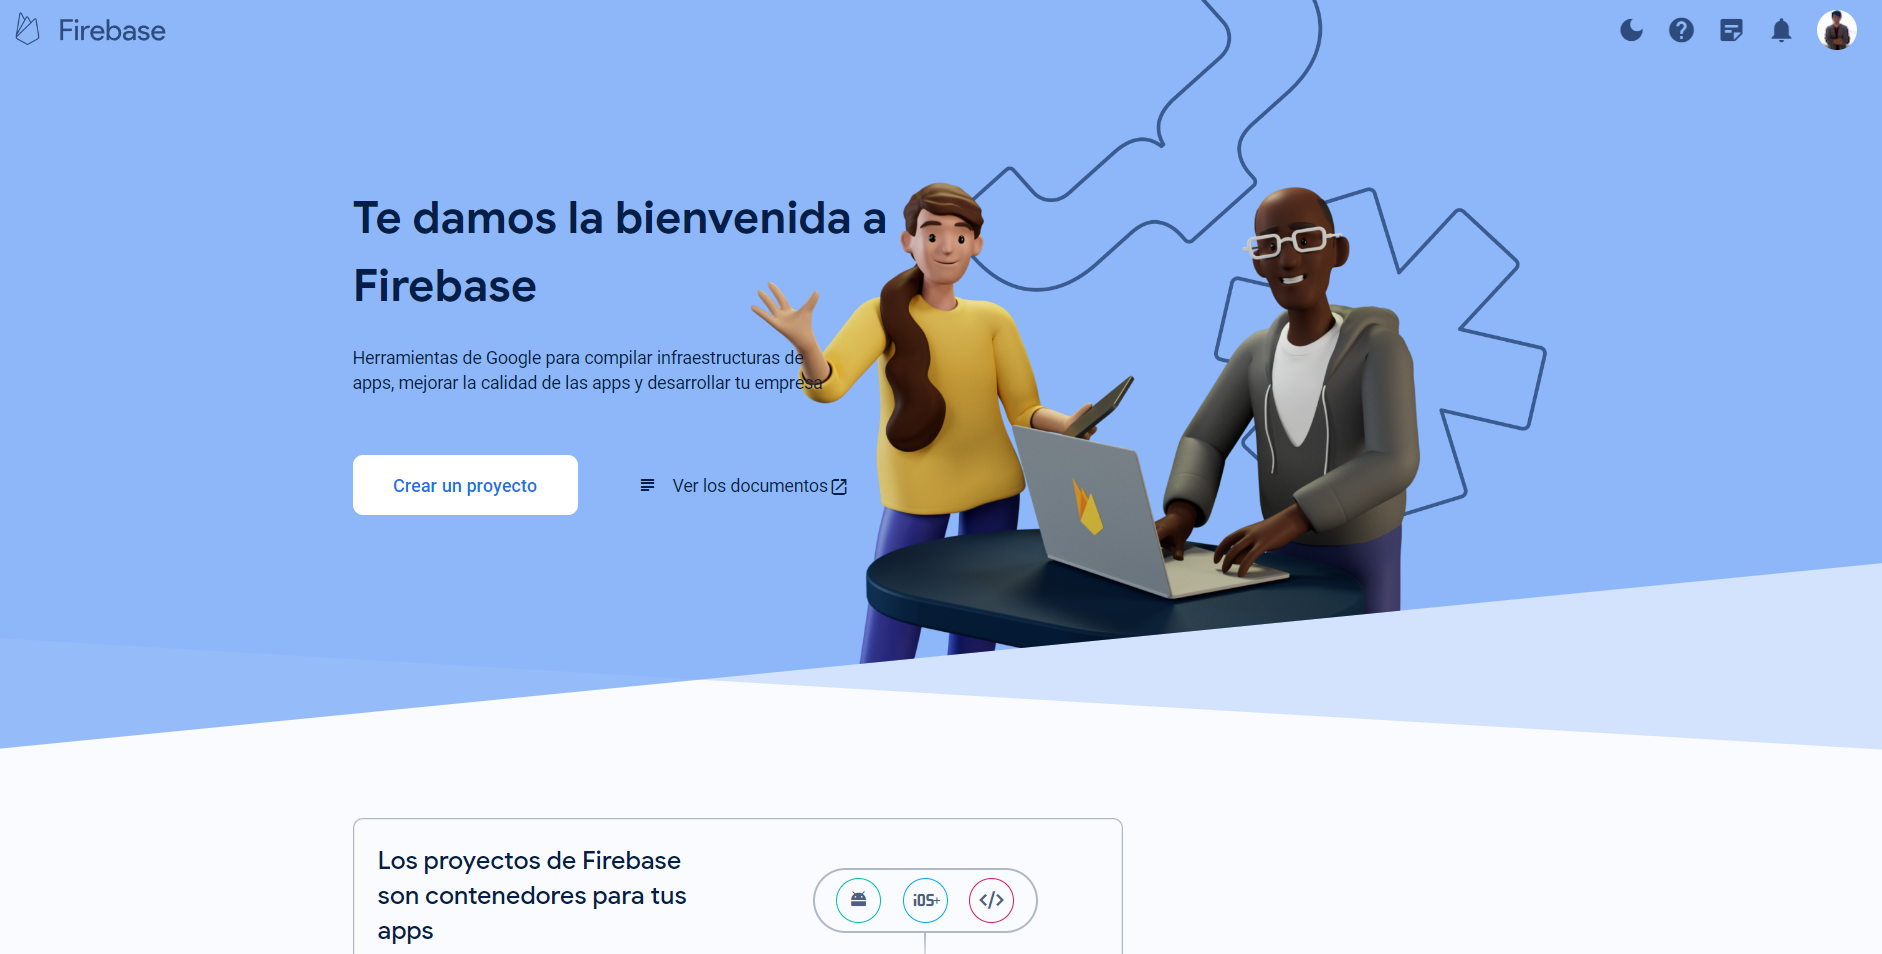 Firebase
Te damos la bienvenida a
Firebase
Herramientas de Google para compilar infraestructuras de
apps, mejorar la calidad de las apps y desarrollar tu empresa
Crear un proyecto
Ver los documentos
Los proyectos de Firebase
son contenedores para tus
apps
iOS+